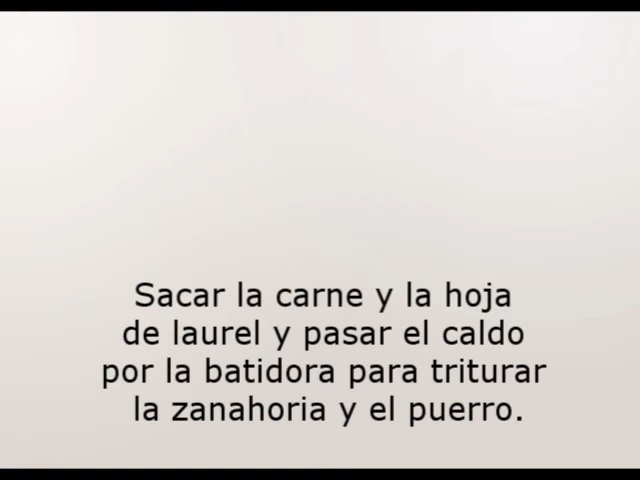 Sacar la carne y la hoja
de laurel y pasar el caldo
por la batidora para triturar
la zanahoria y el puerro.